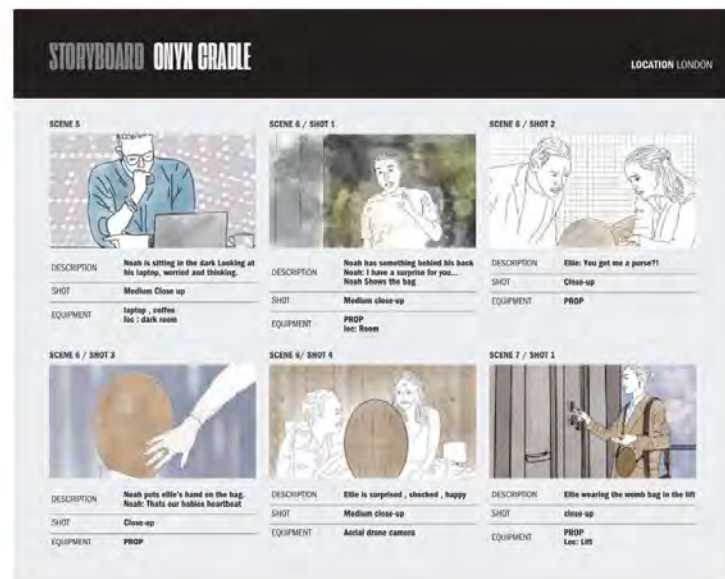 STORYBOARD ONYX CRADLE
LOCATION LONDON
SCENE 5
DESCRIPTION
Noah is sitting in the dark Looking at
his laptop, worried and thinking.
SHOT
Medium Close up
EQUIPMENT
laptop , coffee
loc : dark room
SCENE 6 / SHOT 1
DESCRIPTION
Noah has something behind his back
Noah: I have a surprise for you...
Noah Shows the bag
SHOT
Medium close-up
EQUIPMENT
PROP
loc: Room
SCENE 6 / SHOT 2
DESCRIPTION
Ellie: You got me a purse?!
SHOT
Close-up
EQUIPMENT
PROP
SCENE 6 / SHOT 3
DESCRIPTION
Noah puts ellie's hand on the bag.
Noah: Thats our babies heartbeat
SHOT
Close-up
EQUIPMENT
PROP
SCENE 6/ SHOT 4
DESCRIPTION
Ellie is surprised , shocked , happy
SHOT
Medium close-up
EQUIPMENT
Aerial drone camera
SCENE 7 / SHOT 1
DESCRIPTION
Ellie wearing the womb bag in the lift
SHOT
close-up
EQUIPMENT
PROP
Loc: Lift